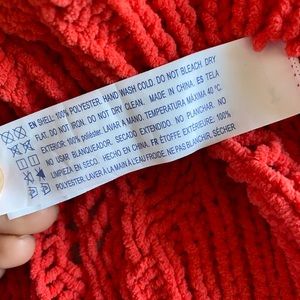 EN SHELL: 100% POLYESTER. HAND WASH COLD. DO NOT BLEACH. DRY
FLAT. DO NOT IRON. DO NOT DRY CLEAN. MADE IN CHINA. ES TELA
EXTERIOR: 100% poliéster. LAVAR A MANO. TEMPERATURA MÁXIMA 40 °C.
NO USAR BLANQUEADOR. SECADO EXTENDIDO. NO PLANCHAR. NO
LIMPIEZA EN SECO. HECHO EN CHINA. FR ÉTOFFE EXTÉRIEURE: 100%
POLYESTER. LAVER À LA MAIN À L'EAU FROIDE. NE PAS BLANCHIR. SÉCHER